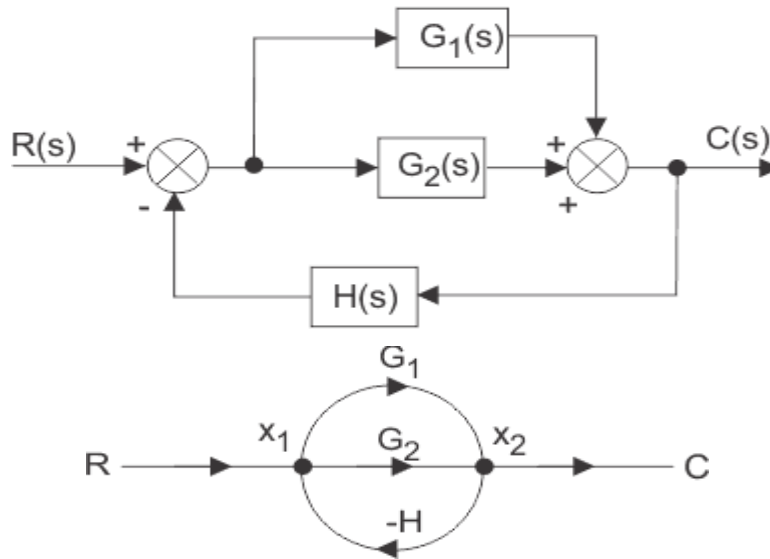 G1(s)
R(s) + + C(s)
G2(s)
- +
H(s)
G1
x1 G2 x2
R C
-H